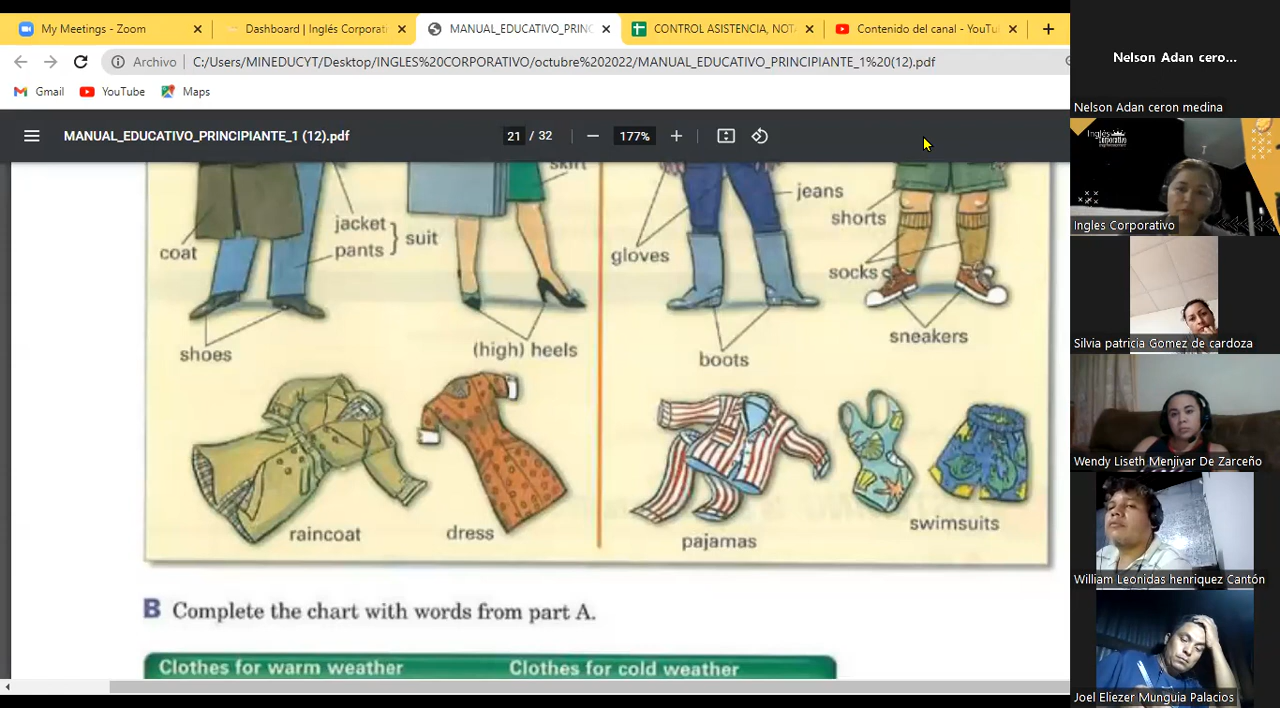 My Meetings - Zoom
Dashboard | Inglés Corporati
MANUAL_EDUCATIVO_PRINC
CONTROL ASISTENCIA, NOT
Contenido del canal - YouTu
Archivo
C:/Users/MINEDUCYT/Desktop/INGLES%20CORPORATIVO/octubre%202022/MANUAL_EDUCATIVO_PRINCIPIANTE_1%20(12).pdf
Gmail
YouTube
Maps
MANUAL_EDUCATIVO_PRINCIPIANTE_1 (12).pdf
21 / 32
177%
skirt
jeans
jacket
pants
suit
shorts
coat
gloves
socks
shoes
(high) heels
boots
sneakers
raincoat
dress
pajamas
swimsuits
B Complete the chart with words from part A.
Clothes for warm weather
Clothes for cold weather
Nelson Adan cero...
Nelson Adan ceron medina
Inglés
Corporativo
Ingles Corporativo
Silvia patricia Gomez de cardoza
Wendy Liseth Menjivar De Zarceño
William Leonidas henriquez Cantón
Joel Eliezer Munguia Palacios